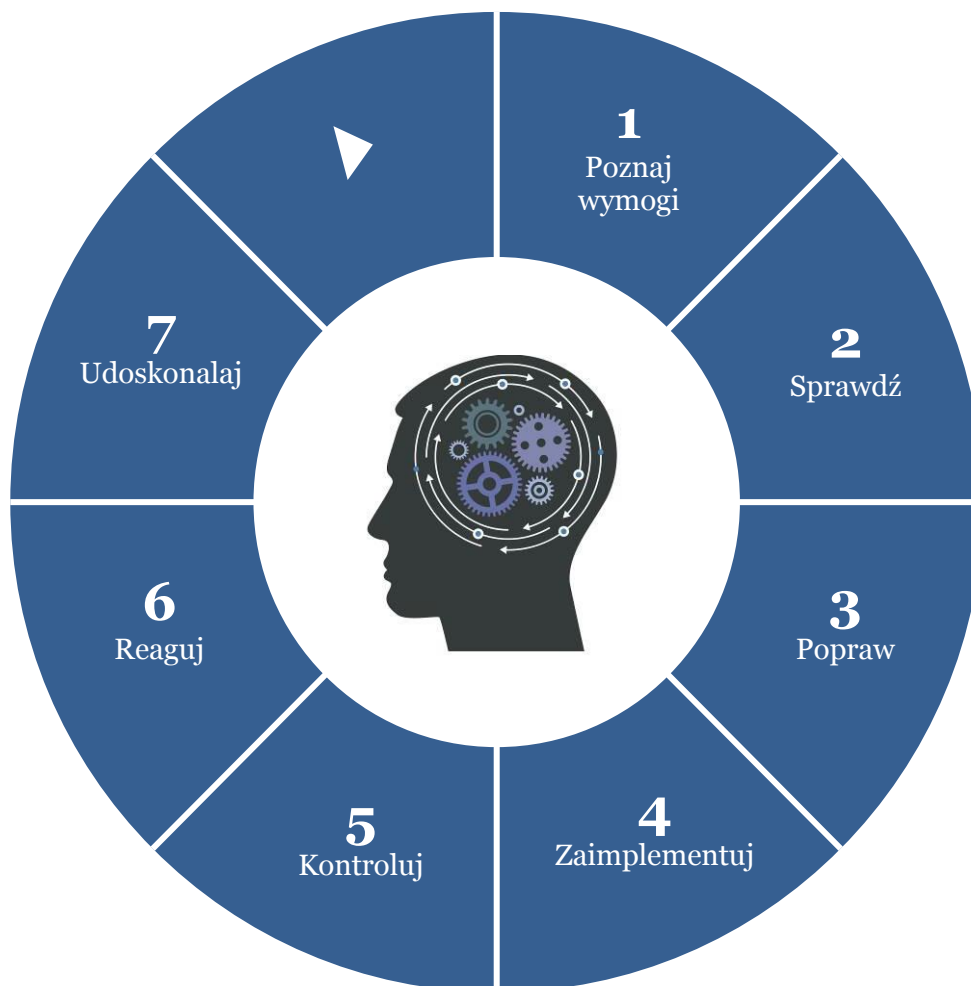 1
Poznaj
wymogi
2
Sprawdź
3
Popraw
4
Zaimplementuj
5
Kontroluj
6
Reaguj
7
Udoskonalaj